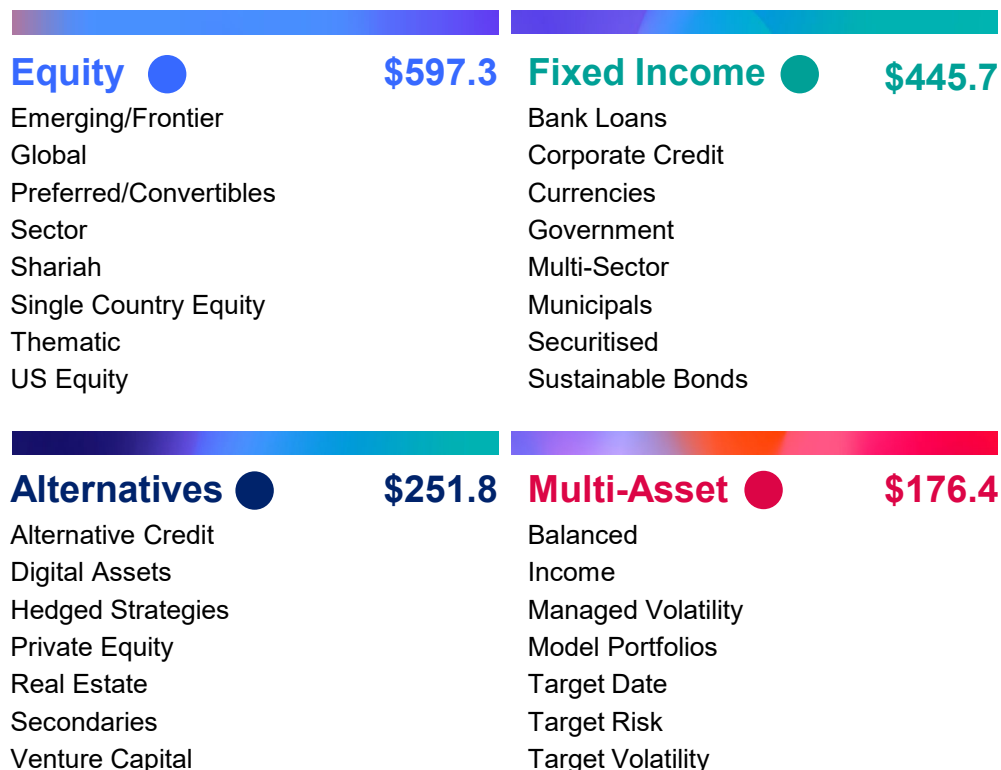 Equity $597.3
Emerging/Frontier
Global
Preferred/Convertibles
Sector
Shariah
Single Country Equity
Thematic
US Equity
Fixed Income $445.7
Bank Loans
Corporate Credit
Currencies
Government
Multi-Sector
Municipals
Securitised
Sustainable Bonds
Alternatives $251.8
Alternative Credit
Digital Assets
Hedged Strategies
Private Equity
Real Estate
Secondaries
Venture Capital
Multi-Asset $176.4
Balanced
Income
Managed Volatility
Model Portfolios
Target Date
Target Risk
Target Volatility